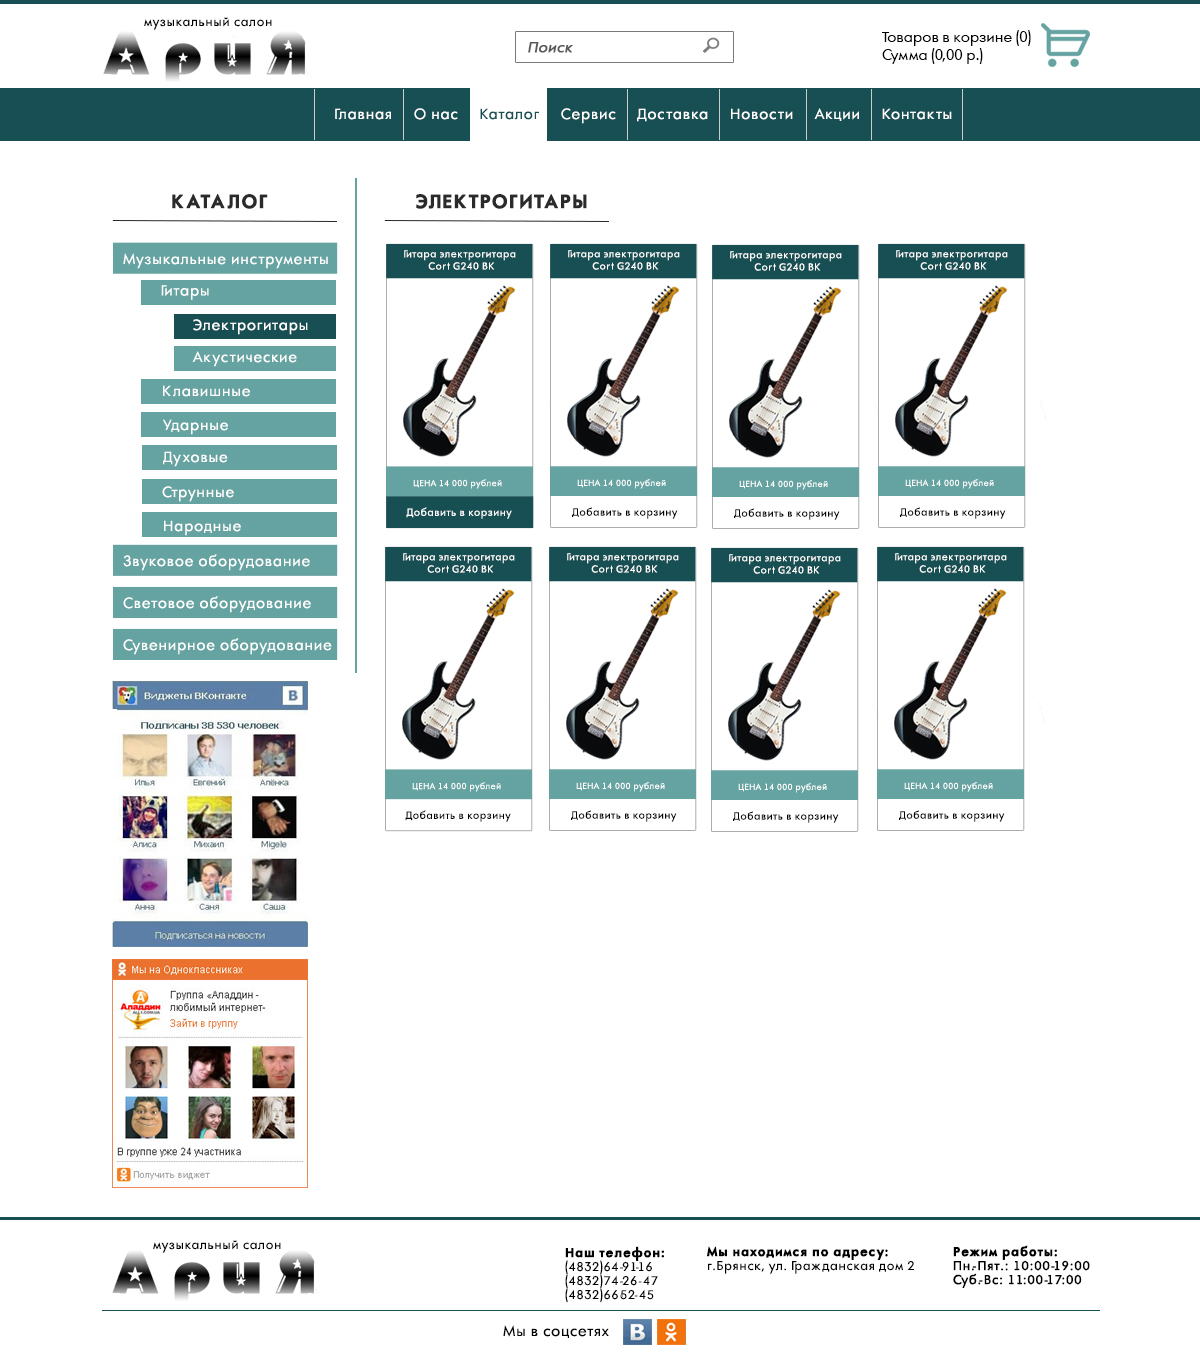 музыкальный салон
Ария
Поиск
Товаров в корзине (0)
Сумма (0,00 р.)
Главная
О нас
Каталог
Сервис
Доставка
Новости
Акции
Контакты
КАТАЛОГ
ЭЛЕКТРОГИТАРЫ
Музыкальные инструменты
Гитары
Электрогитары
Акустические
Клавишные
Ударные
Духовые
Струнные
Народные
Звуковое оборудование
Световое оборудование
Сувенирное оборудование
Гитара электрогитара
Cort G240 BK
ЦЕНА 14 000 рублей
Добавить в корзину
Гитара электрогитара
Cort G240 BK
ЦЕНА 14 000 рублей
Добавить в корзину
Гитара электрогитара
Cort G240 BK
ЦЕНА 14 000 рублей
Добавить в корзину
Гитара электрогитара
Cort G240 BK
ЦЕНА 14 000 рублей
Добавить в корзину
Гитара электрогитара
Cort G240 BK
ЦЕНА 14 000 рублей
Добавить в корзину
Гитара электрогитара
Cort G240 BK
ЦЕНА 14 000 рублей
Добавить в корзину
Гитара электрогитара
Cort G240 BK
ЦЕНА 14 000 рублей
Добавить в корзину
Гитара электрогитара
Cort G240 BK
ЦЕНА 14 000 рублей
Добавить в корзину
Виджеты ВКонтакте
В
Подписаны 38 530 человек
Илья
Евгений
Алёнка
Алиса
Михаил
Migele
Анна
Саня
Саша
Подписаться на новости
Мы на Одноклассниках
Аладдин
ALL1.COM.UA
Группа «Аладдин -
любимый интернет-
Зайти в группу
В группе уже 24 участника
Получить виджет
музыкальный салон
Ария
Наш телефон:
(4832)64-91-16
(4832)74-26-47
(4832)6652-45
Мы находимся по адресу:
г.Брянск, ул. Гражданская дом 2
Режим работы:
Пн.-Пят.: 10:00-19:00
Суб.-Вс: 11:00-17:00
Мы в соцсетях
В